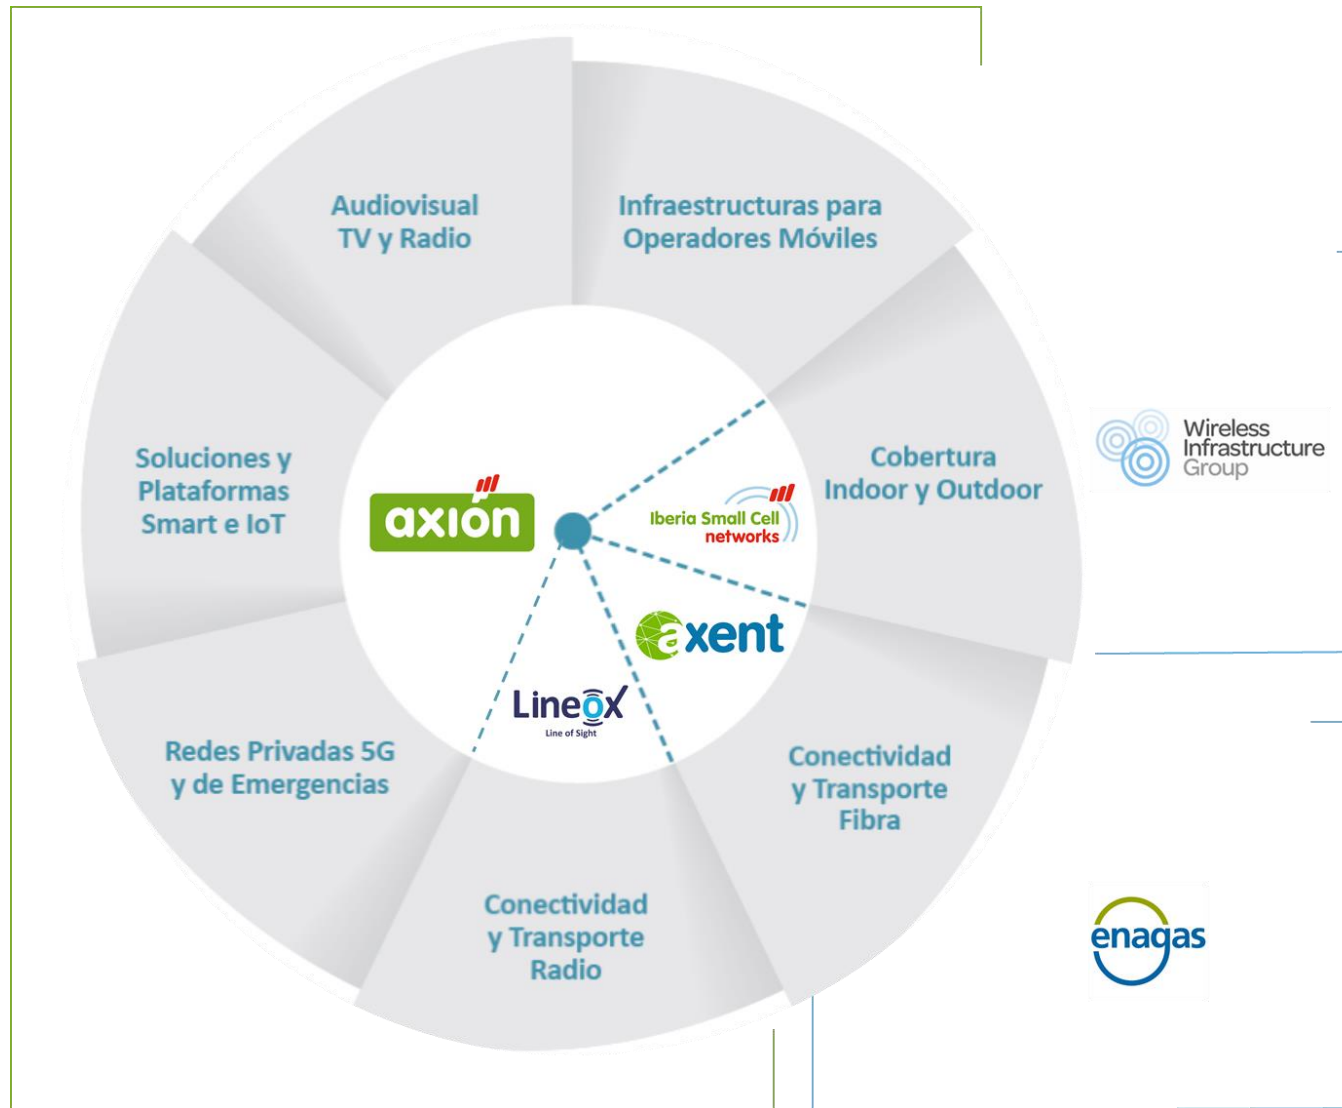 Audiovisual
TV y Radio
Infraestructuras para
Operadores Móviles
Soluciones y
Plataformas
Smart e IoT
Cobertura
Indoor y Outdoor
axión
Iberia Small Cell
networks
axent
Lineox
Line of Sight
Redes Privadas 5G
y de Emergencias
Conectividad
y Transporte
Fibra
Conectividad
y Transporte
Radio
Wireless
Infrastructure
Group
enagas